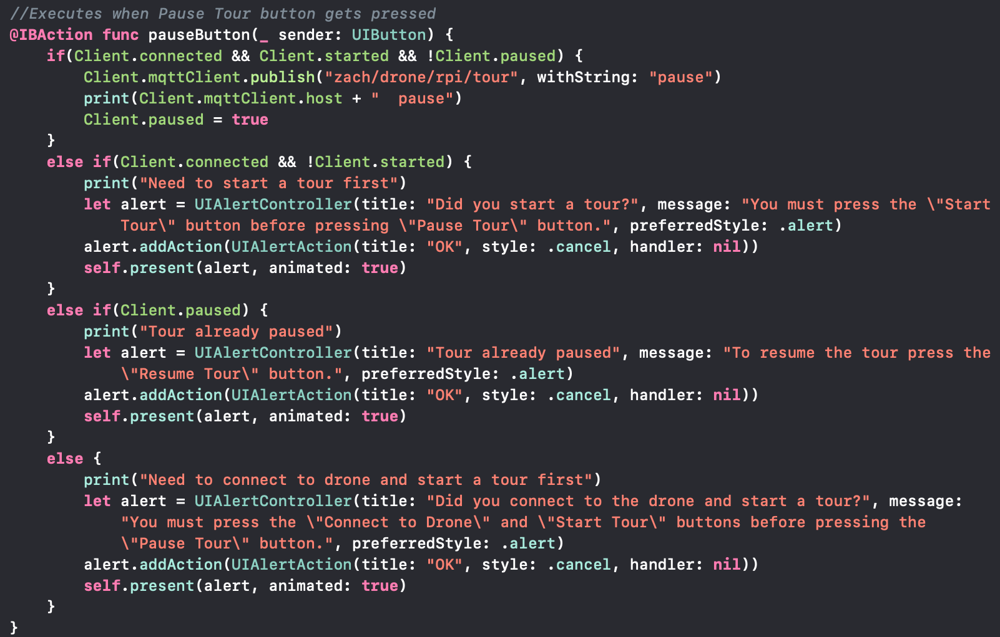 //Executes when Pause Tour button gets pressed
@IBAction func pauseButton(_ sender: UIButton) {
    if(Client.connected && Client.started && !Client.paused) {
        Client.mqttClient.publish("zach/drone/rpi/tour", withString: "pause")
        print(Client.mqttClient.host + "  pause")
        Client.paused = true
    }
    else if(Client.connected && !Client.started) {
        print("Need to start a tour first")
        let alert = UIAlertController(title: "Did you start a tour?", message: "You must press the \"Start
            Tour\" button before pressing \"Pause Tour\" button.", preferredStyle: .alert)
        alert.addAction(UIAlertAction(title: "OK", style: .cancel, handler: nil))
        self.present(alert, animated: true)
    }
    else if(Client.paused) {
        print("Tour already paused")
        let alert = UIAlertController(title: "Tour already paused", message: "To resume the tour press the
            \"Resume Tour\" button.", preferredStyle: .alert)
        alert.addAction(UIAlertAction(title: "OK", style: .cancel, handler: nil))
        self.present(alert, animated: true)
    }
    else {
        print("Need to connect to drone and start a tour first")
        let alert = UIAlertController(title: "Did you connect to the drone and start a tour?", message:
            "You must press the \"Connect to Drone\" and \"Start Tour\" buttons before pressing the
            \"Pause Tour\" button.", preferredStyle: .alert)
        alert.addAction(UIAlertAction(title: "OK", style: .cancel, handler: nil))
        self.present(alert, animated: true)
    }
}